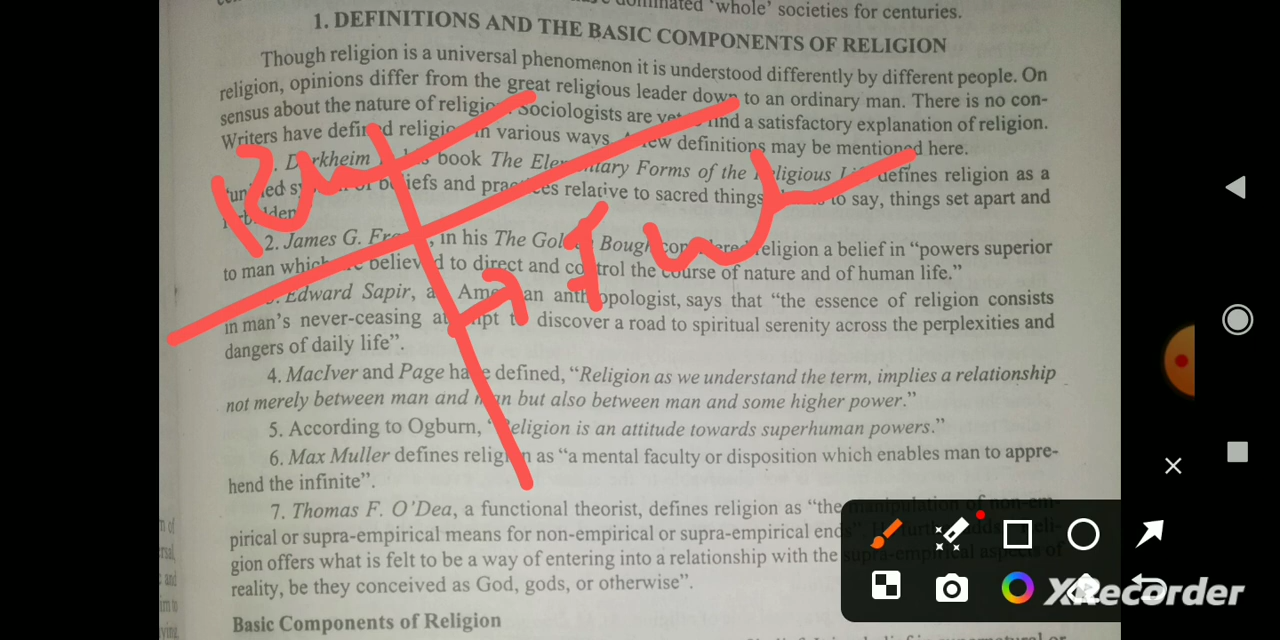 dominated 'whole' societies for centuries.
1. DEFINITIONS AND THE BASIC COMPONENTS OF RELIGION
Though religion is a universal phenomenon it is understood differently by different people. On
religion, opinions differ from the great religious leader down to an ordinary man. There is no con-
sensus about the nature of religion. Sociologists are yet to find a satisfactory explanation of religion.
Writers have defined religion in various ways. A few definitions may be mentioned here.
Durkheim in his book The Elementary Forms of the Religious Life defines religion as a
"unified system of beliefs and practices relative to sacred things, to say, things set apart and
forbidden
2. James G. in his The Golden Bough considered religion a belief in "powers superior
to man which are believed to direct and control the course of nature and of human life."
Edward Sapir, an American anthropologist, says that "the essence of religion consists
in man's never-ceasing attempt to discover a road to spiritual serenity across the perplexities and
dangers of daily life".
4. MacIver and Page have defined, "Religion as we understand the term, implies a relationship
not merely between man and man but also between man and some higher power."
5. According to Ogburn, "Religion is an attitude towards superhuman powers."
6. Max Muller defines religion as "a mental faculty or disposition which enables man to appre-
hend the infinite".
7. Thomas F. O'Dea, a functional theorist, defines religion as "the manipulation of non-em-
pirical or supra-empirical means for non-empirical or supra-empirical ends". reli-
gion offers what is felt to be a way of entering into a relationship with the supra-empirical aspects of
reality, be they conceived as God, gods, or otherwise".
Basic Components of Religion
XRecorder